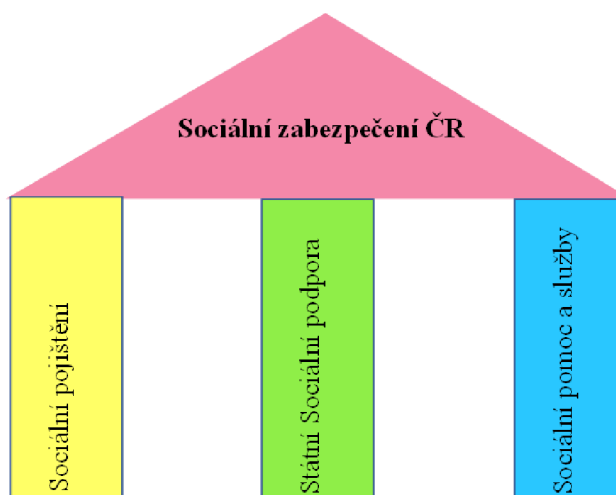 Sociální zabezpečení ČR
Sociální pojištění
Státní Sociální podpora
Sociální pomoc a služby